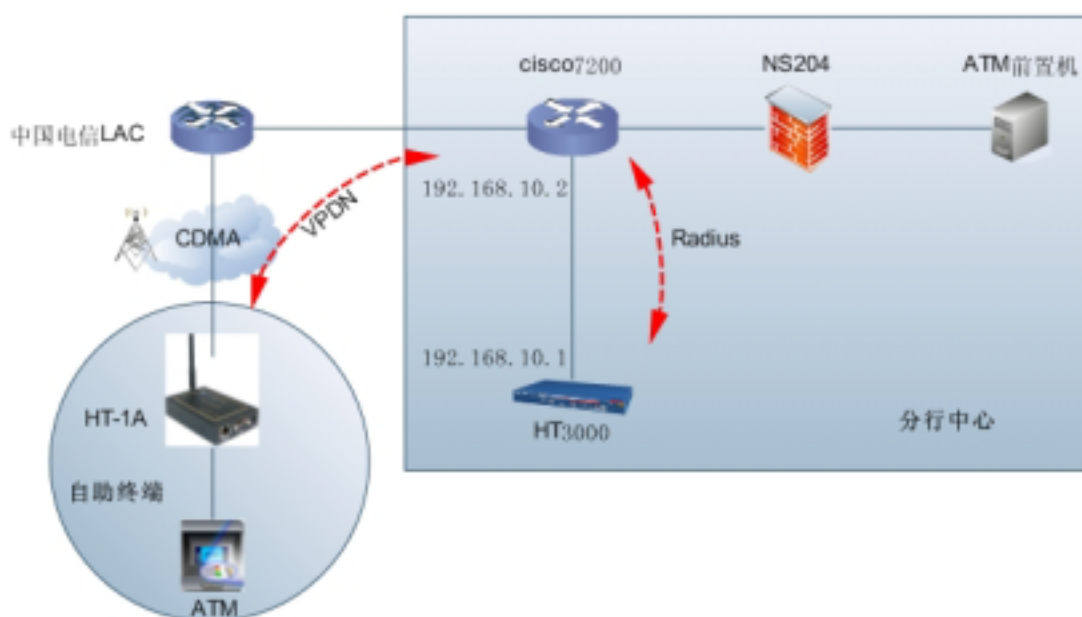 cisco7200
NS204
ATM前置机
中国电信LAC
192.168.10.2
VPDN
CDMA
Radius
192.168.10.1
HT-1A
HT3000
分行中心
自助终端
ATM